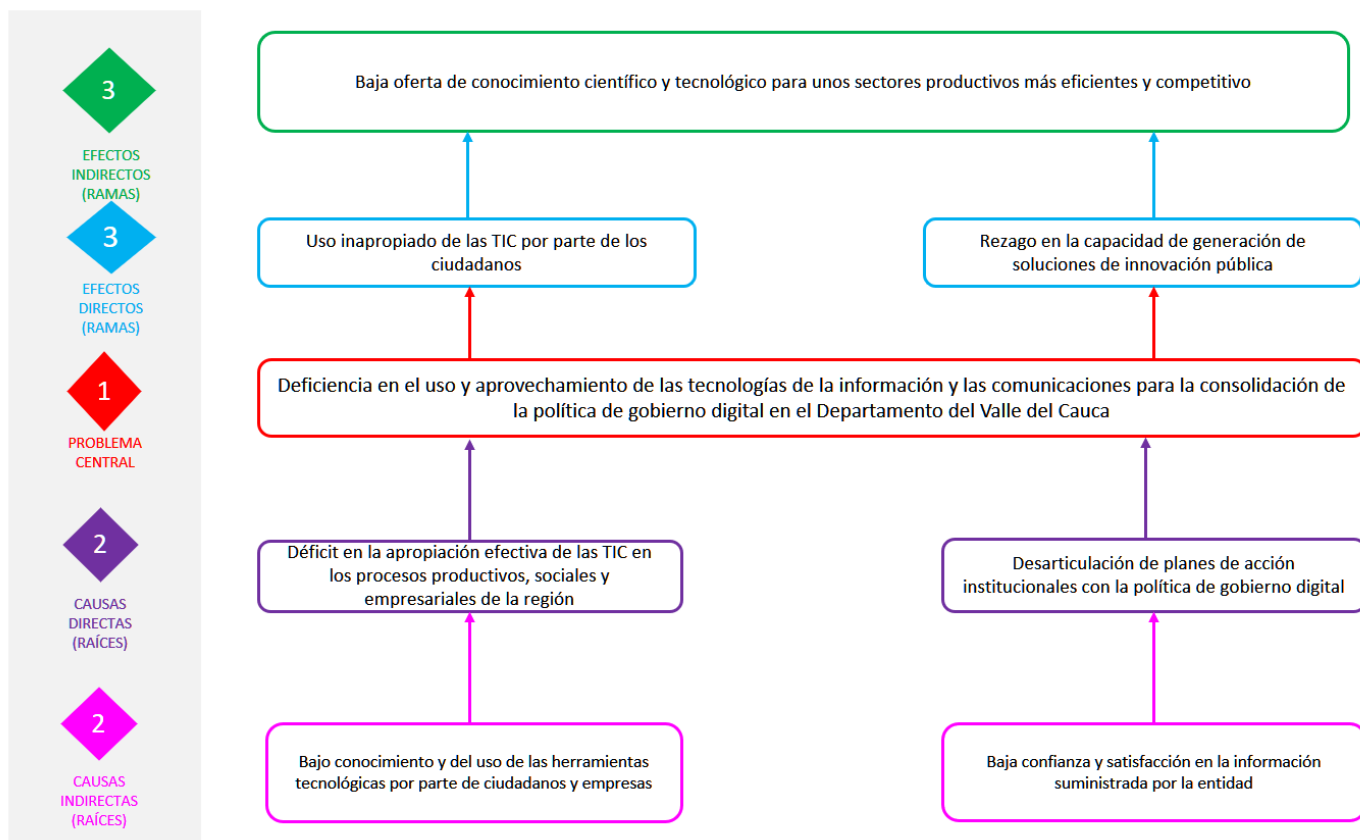 3
EFECTOS
INDIRECTOS
(RAMAS)
Baja oferta de conocimiento científico y tecnológico para unos sectores productivos más eficientes y competitivo
3
EFECTOS
DIRECTOS
(RAMAS)
Uso inapropiado de las TIC por parte de los
ciudadanos
Rezago en la capacidad de generación de
soluciones de innovación pública
1
PROBLEMA
CENTRAL
Deficiencia en el uso y aprovechamiento de las tecnologías de la información y las comunicaciones para la consolidación de
la política de gobierno digital en el Departamento del Valle del Cauca
2
CAUSAS
DIRECTAS
(RAÍCES)
Déficit en la apropiación efectiva de las TIC en
los procesos productivos, sociales y
empresariales de la región
Desarticulación de planes de acción
institucionales con la política de gobierno digital
2
CAUSAS
INDIRECTAS
(RAÍCES)
Bajo conocimiento y del uso de las herramientas
tecnológicas por parte de ciudadanos y empresas
Baja confianza y satisfacción en la información
suministrada por la entidad